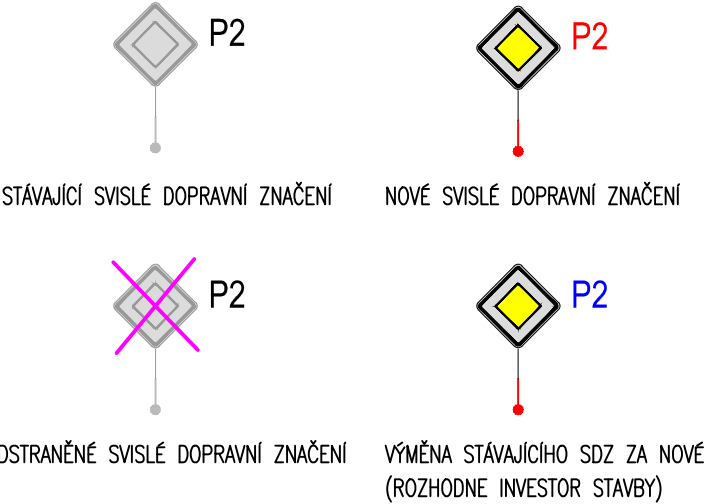 P2
P2
STÁVAJÍCÍ SVISLÉ DOPRAVNÍ ZNAČENÍ
NOVÉ SVISLÉ DOPRAVNÍ ZNAČENÍ
P2
P2
OSTRANĚNÉ SVISLÉ DOPRAVNÍ ZNAČENÍ
VÝMĚNA STÁVAJÍCÍHO SDZ ZA NOVÉ
(ROZHODNE INVESTOR STAVBY)